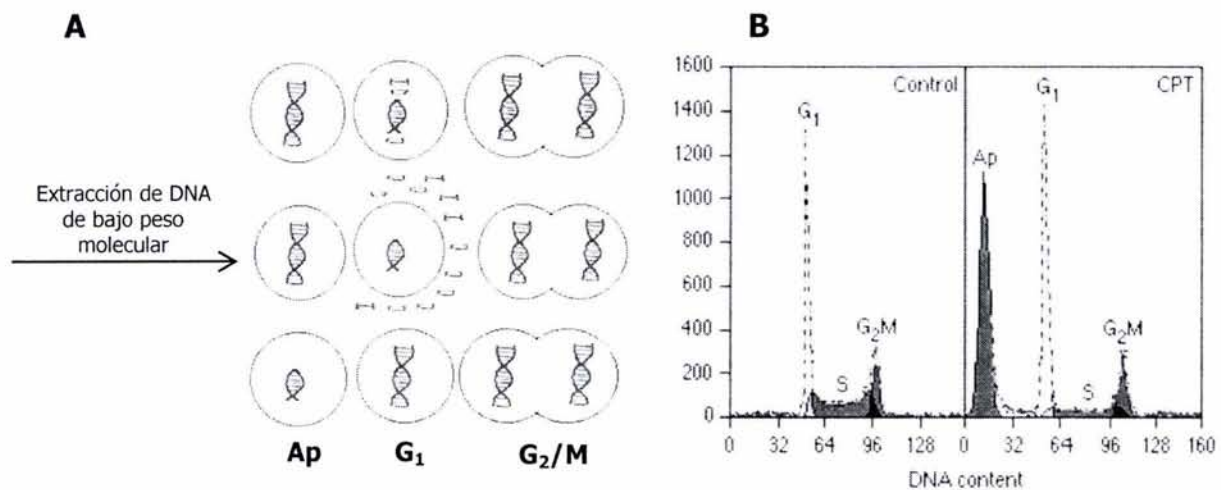 A
Extracción de DNA
de bajo peso
molecular
Ap
G₁
G₂/M
B
1600
1400
1200
1000
800
600
400
200
0
Control
G₁
S
G₂M
0 32 64 96 128
CPT
Ap
G₁
S
G₂M
0 32 64 96 128 160
DNA content